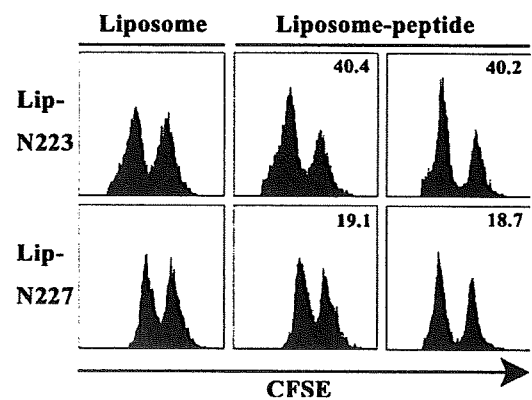 Liposome Liposome-peptide
Lip-
N223
40.4 40.2
Lip-
N227
19.1 18.7
CFSE